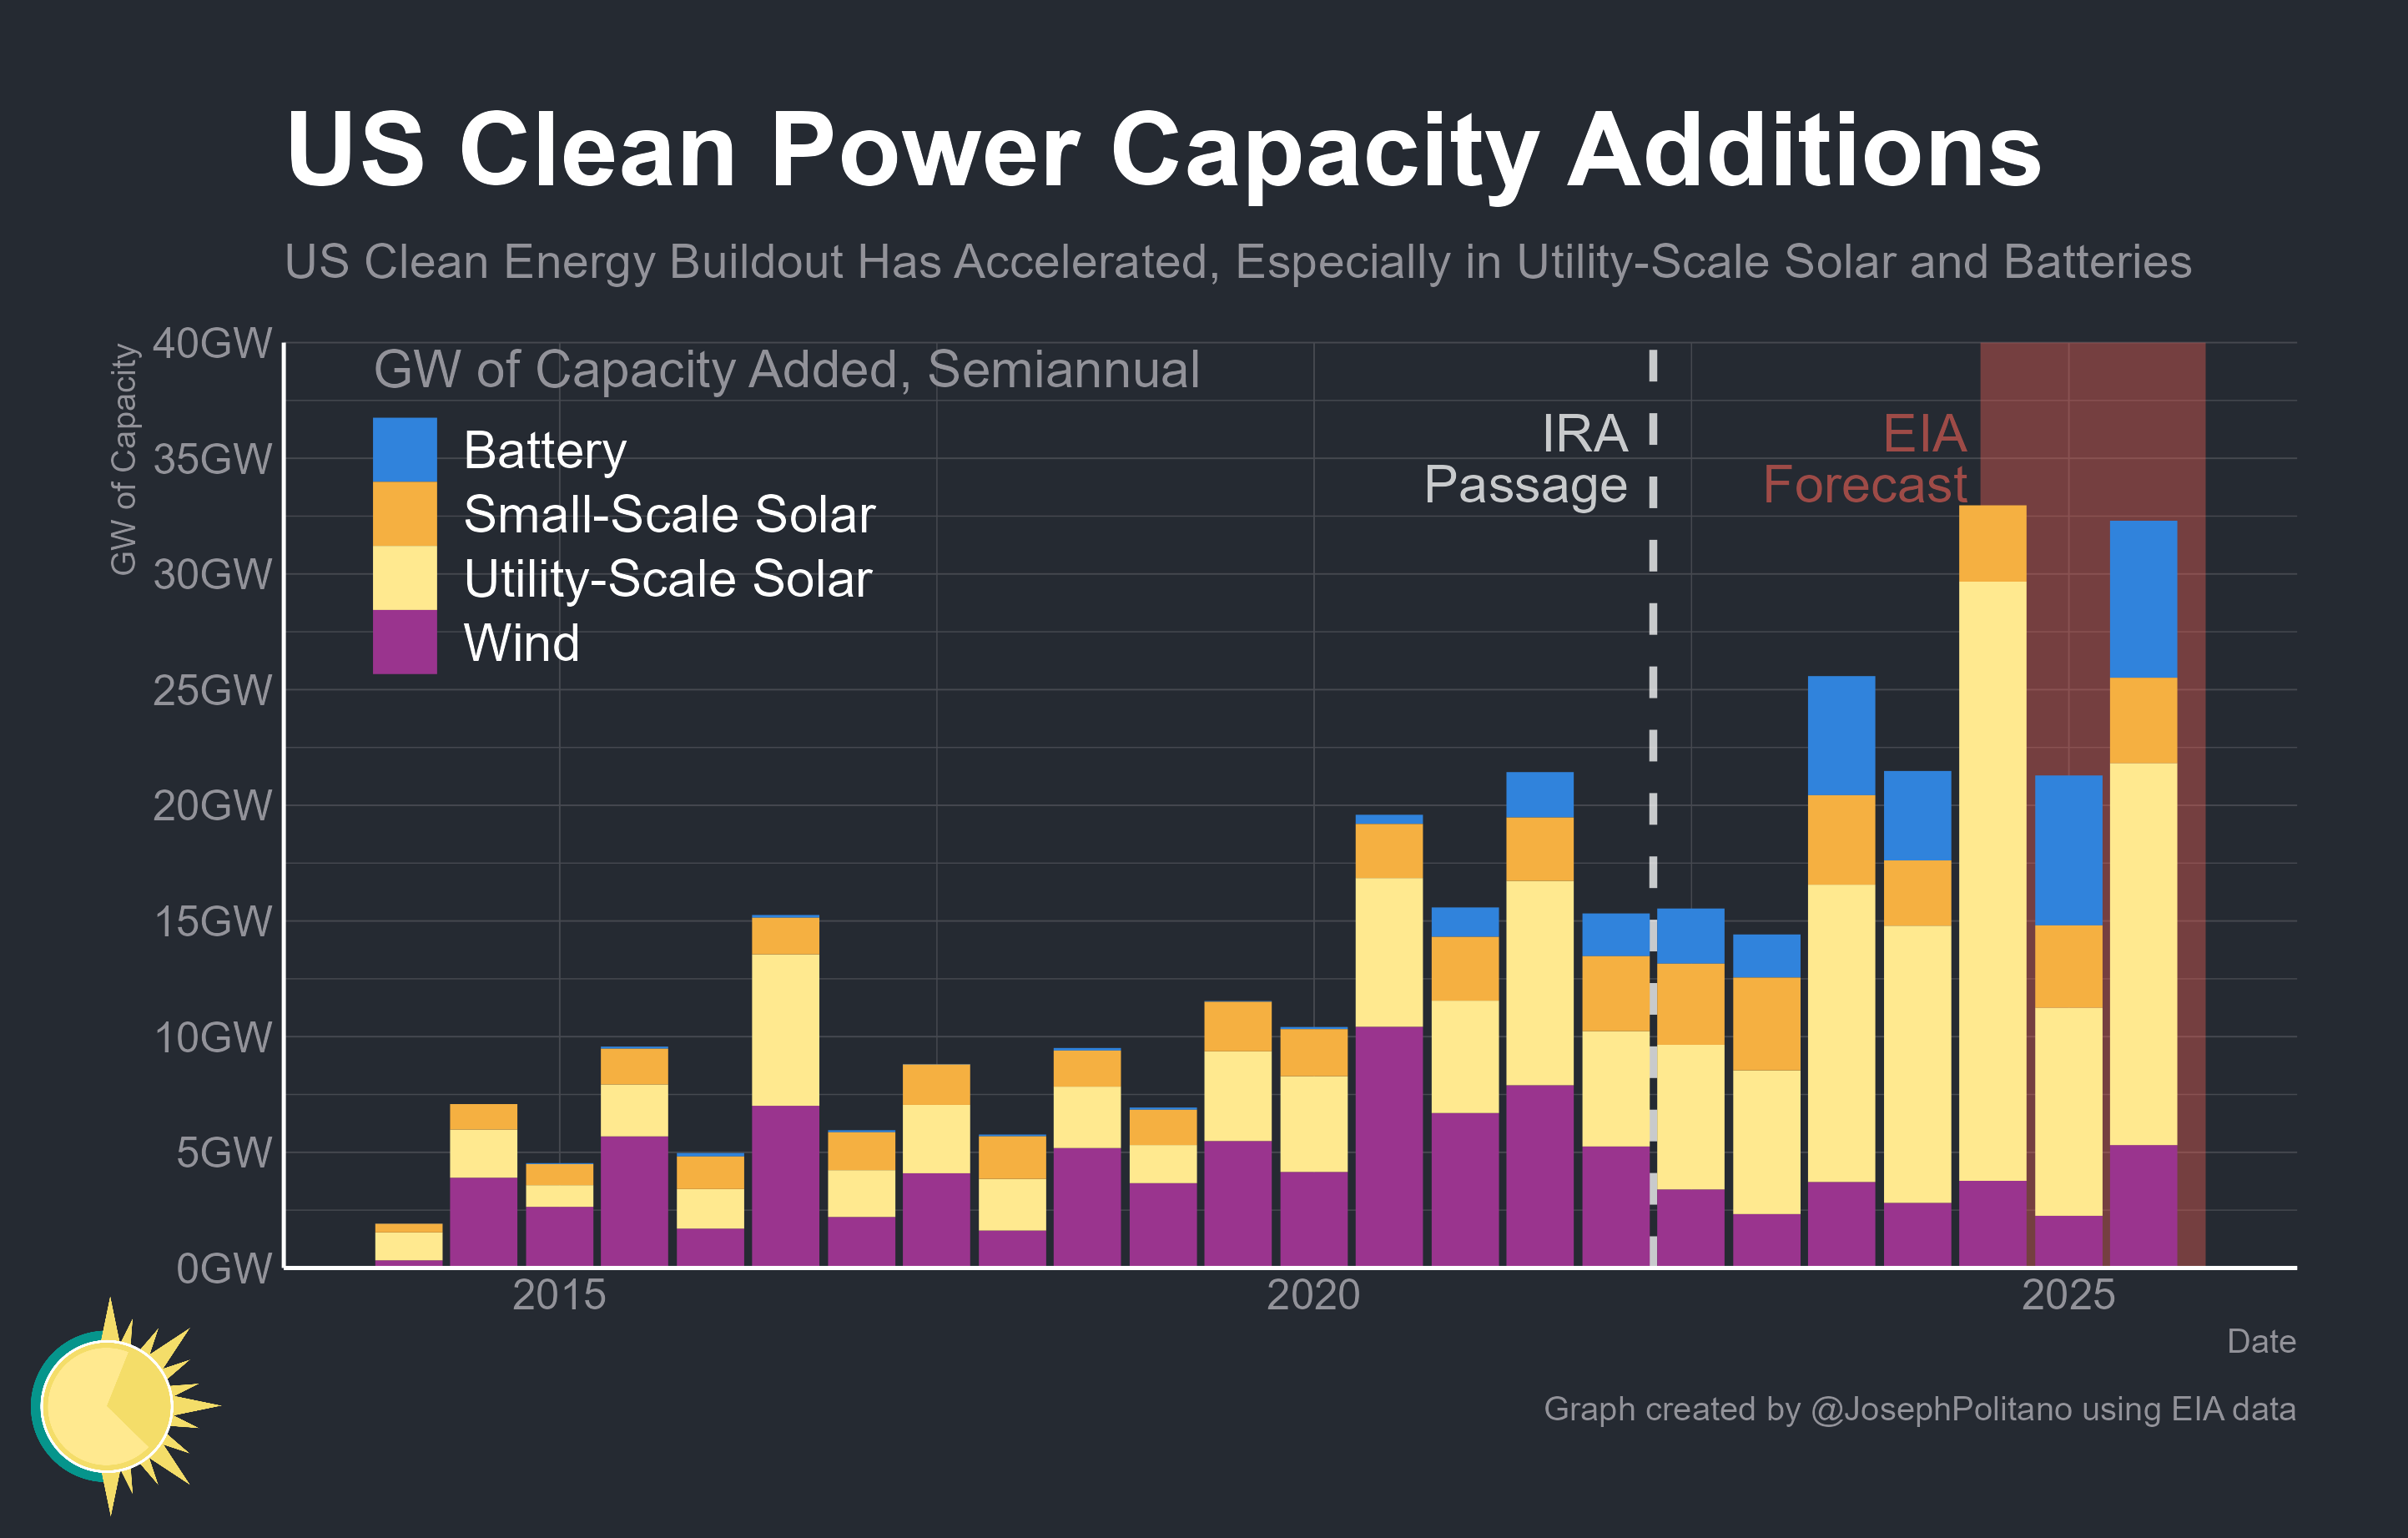 US Clean Power Capacity Additions
US Clean Energy Buildout Has Accelerated, Especially in Utility-Scale Solar and Batteries
GW of Capacity
40GW
35GW
30GW
25GW
20GW
15GW
10GW
5GW
0GW
GW of Capacity Added, Semiannual
Battery
Small-Scale Solar
Utility-Scale Solar
Wind
IRA
Passage
EIA
Forecast
2015
2020
2025
Date
Graph created by @JosephPolitano using EIA data